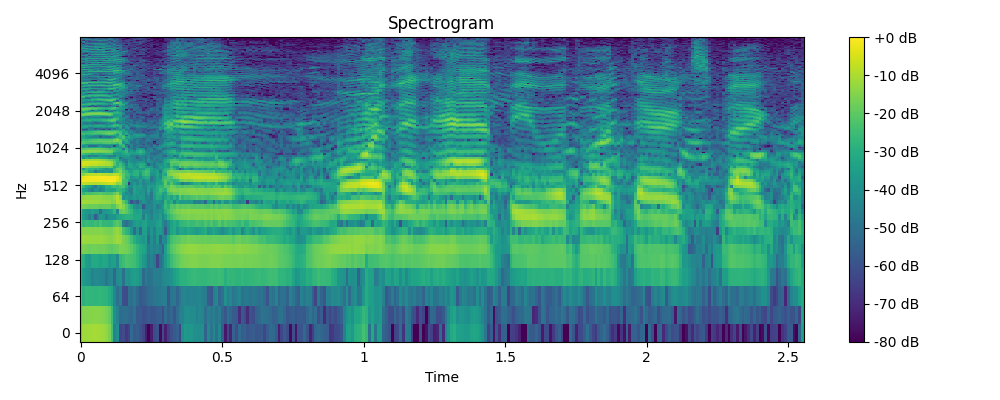 Spectrogram
4096
2048
1024
512
256
128
64
0
Hz
0 0.5 1 1.5 2 2.5
Time
+0 dB
-10 dB
-20 dB
-30 dB
-40 dB
-50 dB
-60 dB
-70 dB
-80 dB